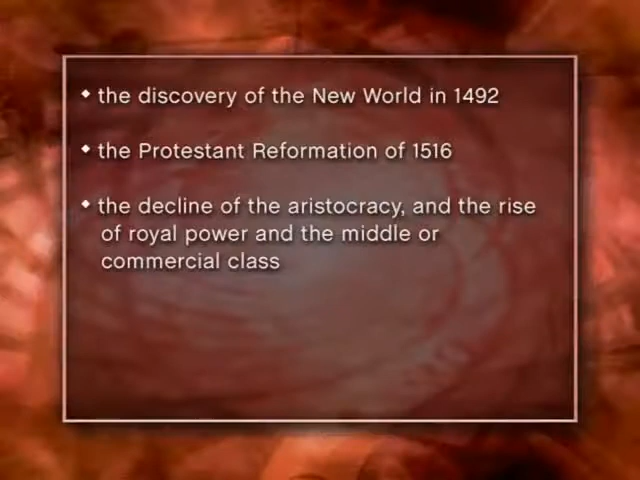 ◆ the discovery of the New World in 1492
◆ the Protestant Reformation of 1516
◆ the decline of the aristocracy, and the rise
of royal power and the middle or
commercial class